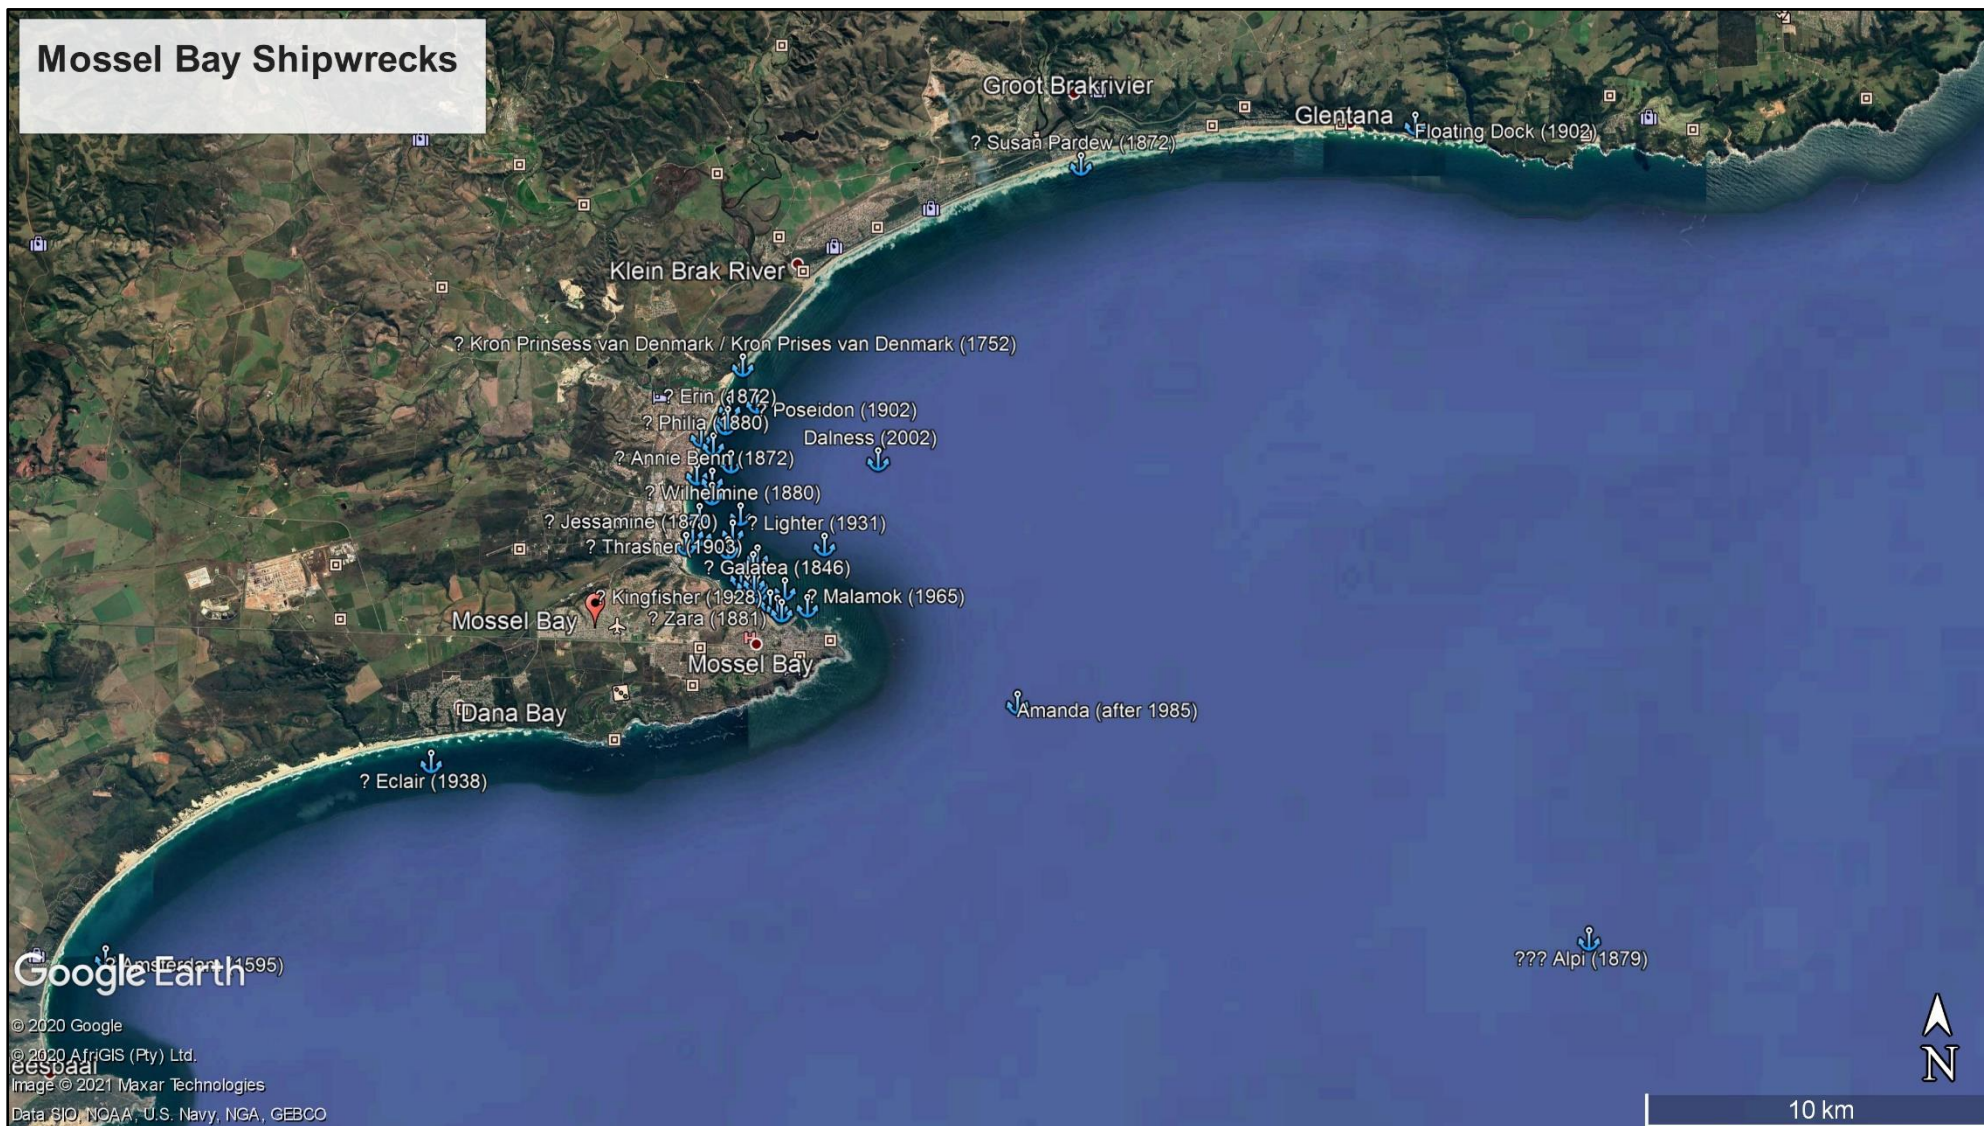 Mossel Bay Shipwrecks
Groot Brakrivier
Glentana
Floating Dock (1902)
? Susan Pardew (1872)
Klein Brak River
? Kron Prinsess van Denmark / Kron Prises van Denmark (1752)
? Erin (1872)
? Poseidon (1902)
? Philia (1880)
Dalness (2002)
? Annie Benn (1872)
? Wilhelmine (1880)
? Jessamine (1870)
? Lighter (1931)
? Thrasher (1903)
? Galatea (1846)
? Kingfisher (1928)
? Malamok (1965)
Mossel Bay
? Zara (1881)
Mossel Bay
Amanda (after 1985)
Dana Bay
? Eclair (1938)
??? Alpi (1879)
? Amsterdam (1595)
Google Earth
© 2020 Google
© 2020 AfriGIS (Pty) Ltd.
eespaal
Image © 2021 Maxar Technologies
Data SIO, NOAA, U.S. Navy, NGA, GEBCO
N
10 km